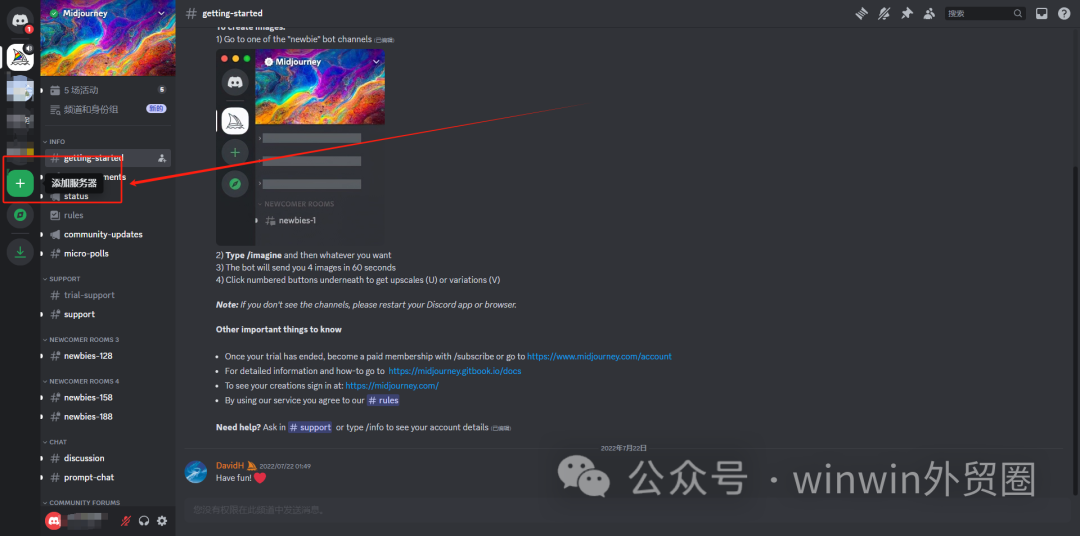 Midjourney
getting-started
搜索
5 场活动
6
频道和身份组
新的
INFO
getting-started
添加服务器
status
rules
community-updates
micro-polls
SUPPORT
trial-support
support
NEWCOMER ROOMS 3
newbies-128
NEWCOMER ROOMS 4
newbies-158
newbies-188
CHAT
discussion
prompt-chat
COMMUNITY FORUMS
To create images:
1) Go to one of the "newbie" bot channels (已编辑)
Midjourney
NEWCOMER ROOMS
newbies-1
2) Type /imagine and then whatever you want
3) The bot will send you 4 images in 60 seconds
4) Click numbered buttons underneath to get upscales (U) or variations (V)
Note: If you don't see the channels, please restart your Discord app or browser.
Other important things to know
Once your trial has ended, become a paid membership with /subscribe or go to https://www.midjourney.com/account
For detailed information and how-to go to https://midjourney.gitbook.io/docs
To see your creations sign in at: https://midjourney.com/
By using our service you agree to our # rules
Need help? Ask in # support or type /info to see your account details (已编辑)
2022年7月22日
DavidH 2022/07/22 01:49
Have fun!
您没有权限在此频道中发送消息。
公众号 · winwin外贸圈